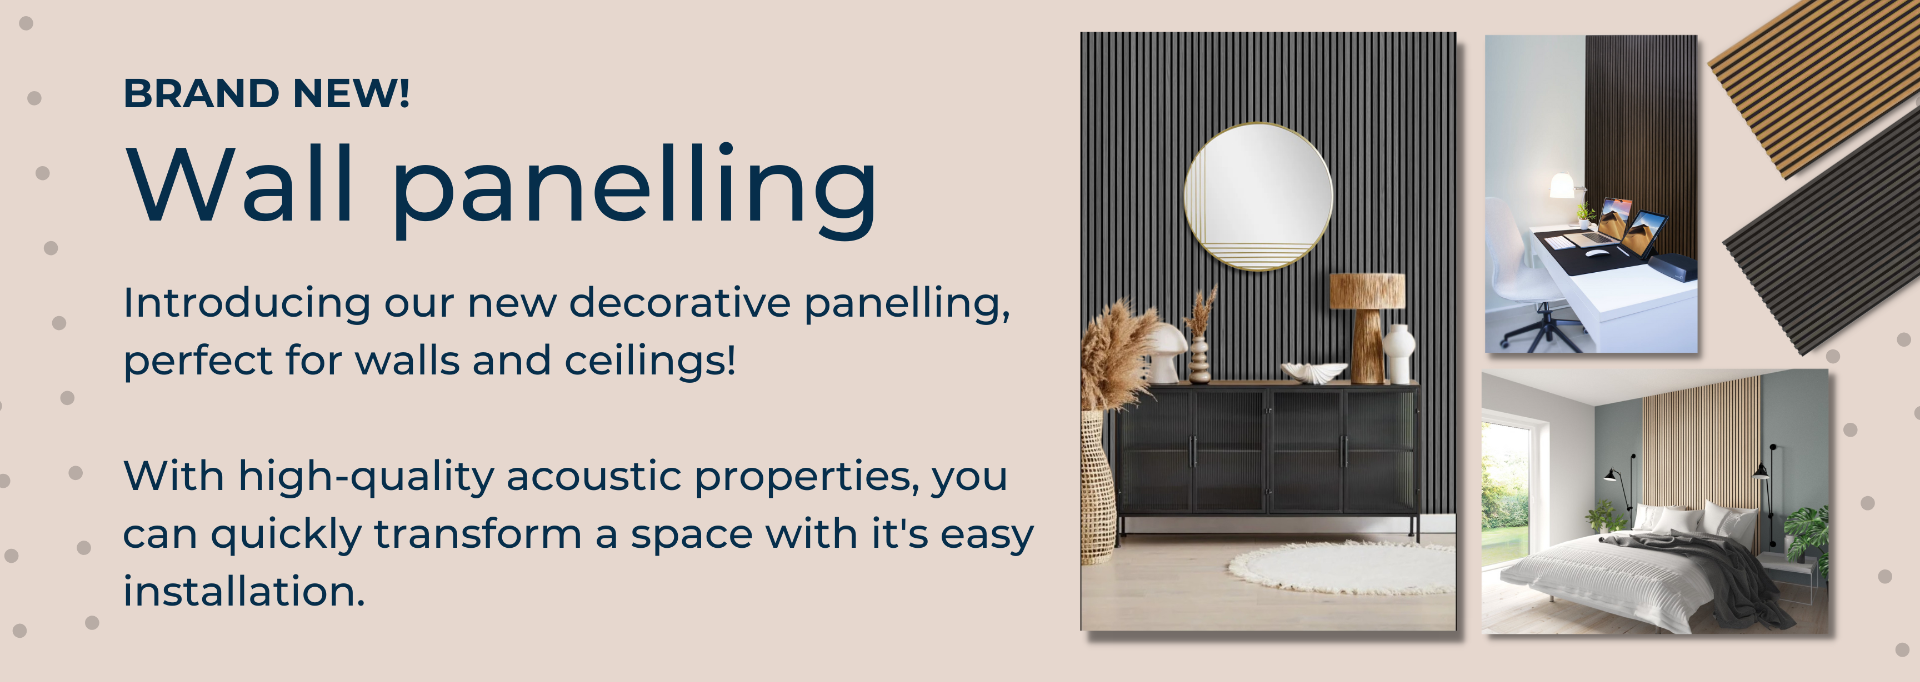 BRAND NEW!
Wall panelling
Introducing our new decorative panelling,
perfect for walls and ceilings!
With high-quality acoustic properties, you
can quickly transform a space with it's easy
installation.